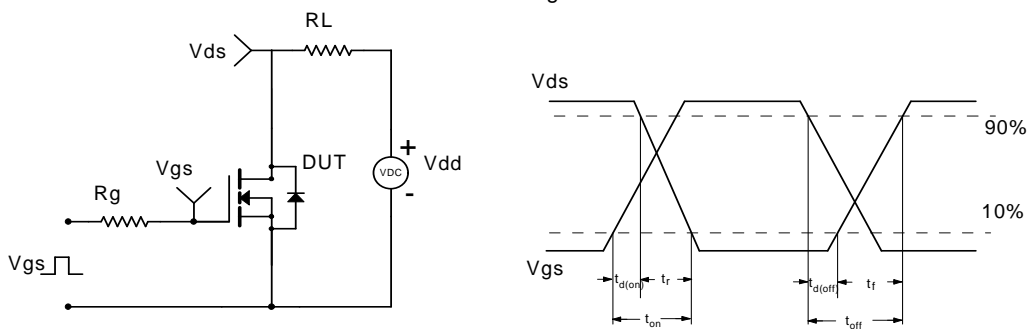 RL
Vds
Vgs
DUT
VDC
+
-
Vdd
Rg
Vgs
Vds
90%
10%
Vgs
td(on)
tr
td(off)
tf
ton
toff